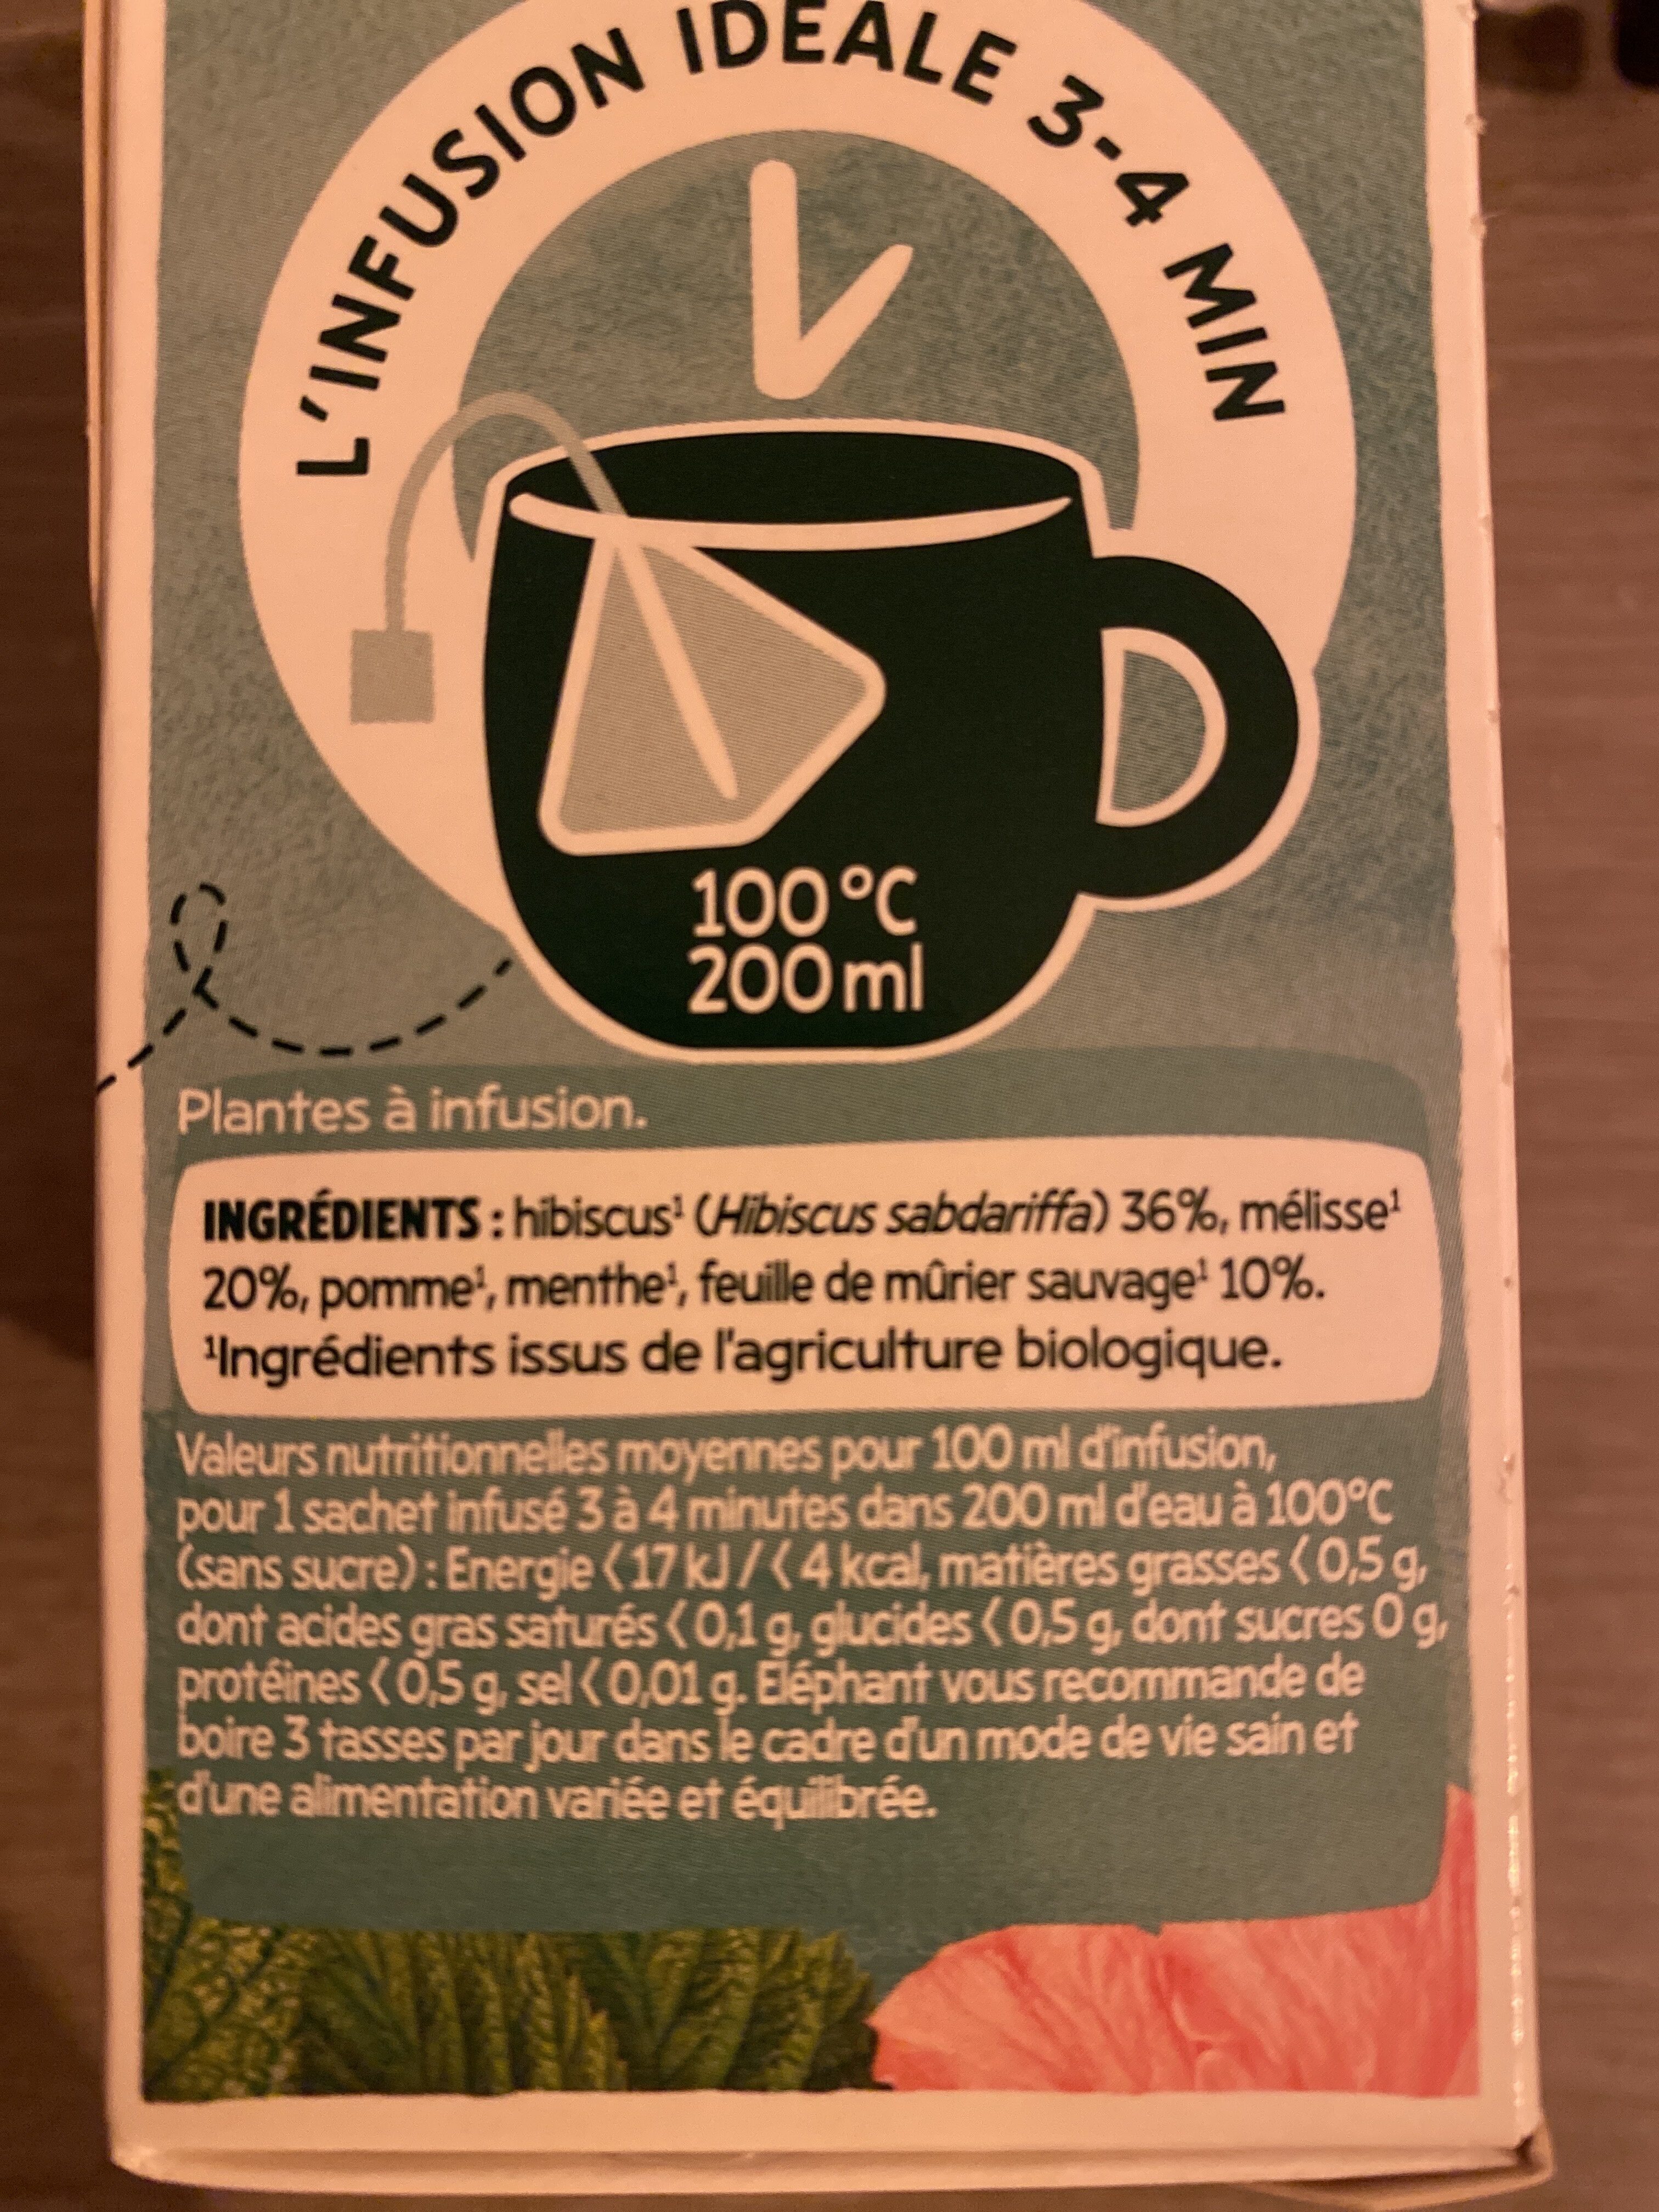 L'INFUSION IDÉALE 3-4 MIN
100 °C
200 ml
Plantes à infusion.
INGRÉDIENTS : hibiscus¹ (Hibiscus sabdariffa) 36%, mélisse¹
20%, pomme¹, menthe¹, feuille de mûrier sauvage¹ 10%.
¹Ingrédients issus de l'agriculture biologique.
Valeurs nutritionnelles moyennes pour 100 ml d'infusion,
pour 1 sachet infusé 3 à 4 minutes dans 200 ml d'eau à 100°C
(sans sucre) : Energie < 17 kJ / < 4 kcal, matières grasses < 0,5 g,
dont acides gras saturés < 0,1 g, glucides < 0,5 g, dont sucres 0 g,
protéines < 0,5 g, sel < 0,01 g. Eléphant vous recommande de
boire 3 tasses par jour dans le cadre d'un mode de vie sain et
d'une alimentation variée et équilibrée.